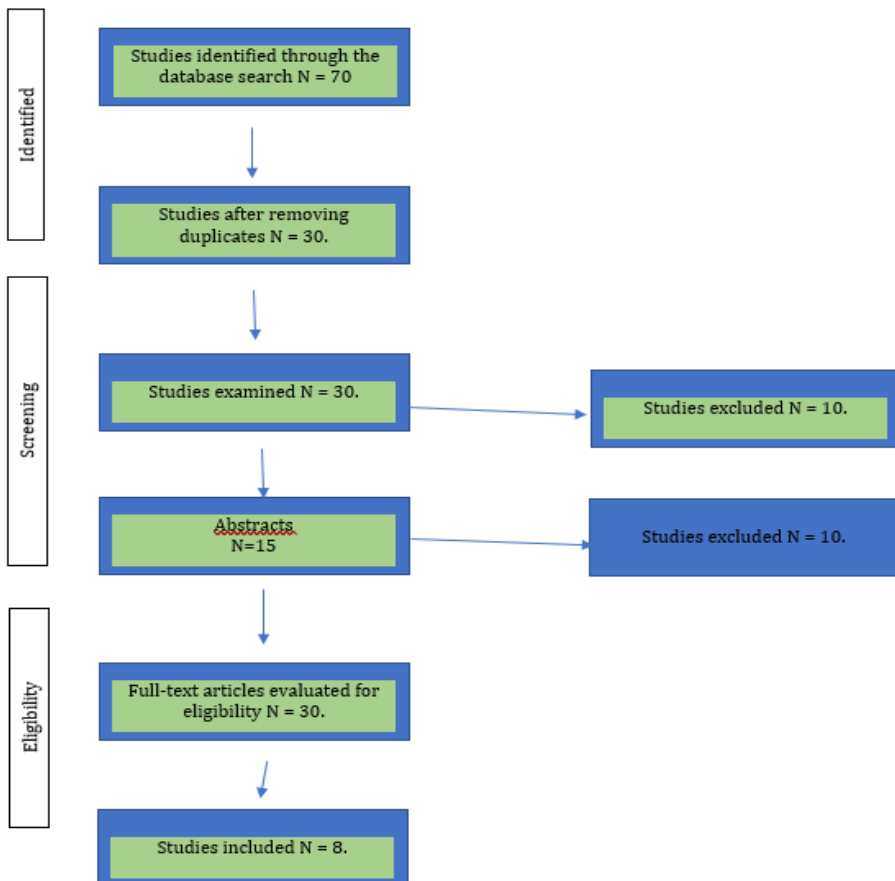 Identified
Studies identified through the
database search N = 70
Studies after removing
duplicates N = 30.
Screening
Studies examined N = 30.
Studies excluded N = 10.
Abstracts
N=15
Studies excluded N = 10.
Eligibility
Full-text articles evaluated for
eligibility N = 30.
Studies included N = 8.